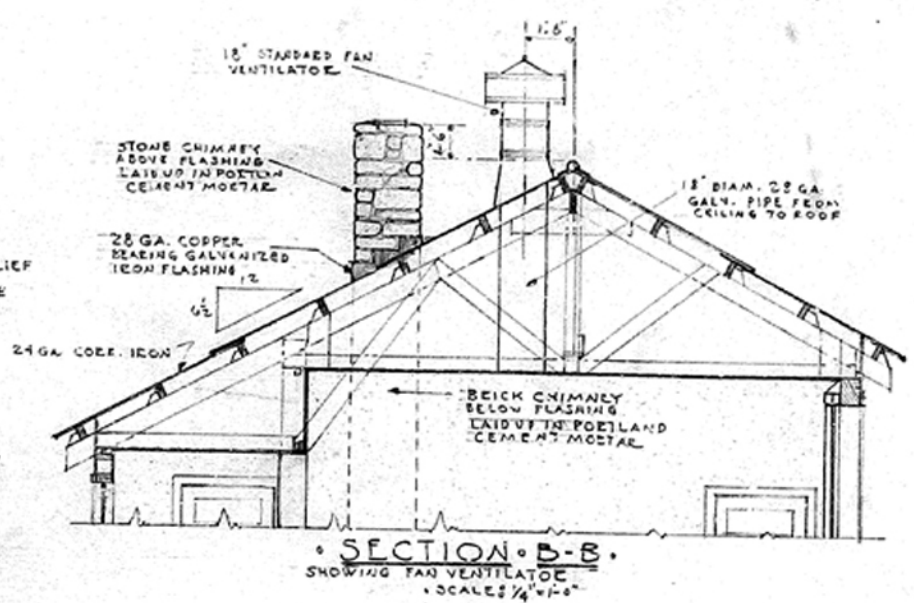 1'-6"
18" STANDARD FAN
VENTILATOR
STONE CHIMNEY
ABOVE FLASHING
LAID UP IN PORTLAN
CEMENT MORTAR
18" DIAM. 28 GA.
GALV. PIPE FROM
CEILING TO ROOF
28 GA. COPPER
BEARING GALVANIZED
IRON FLASHING
LIEF
12
6½
24 GA. CORR. IRON
BRICK CHIMNEY
BELOW FLASHING
LAID UP IN PORTLAND
CEMENT MORTAR
• SECTION • B-B •
SHOWING FAN VENTILATOR
• SCALE: ¼"=1'-0"